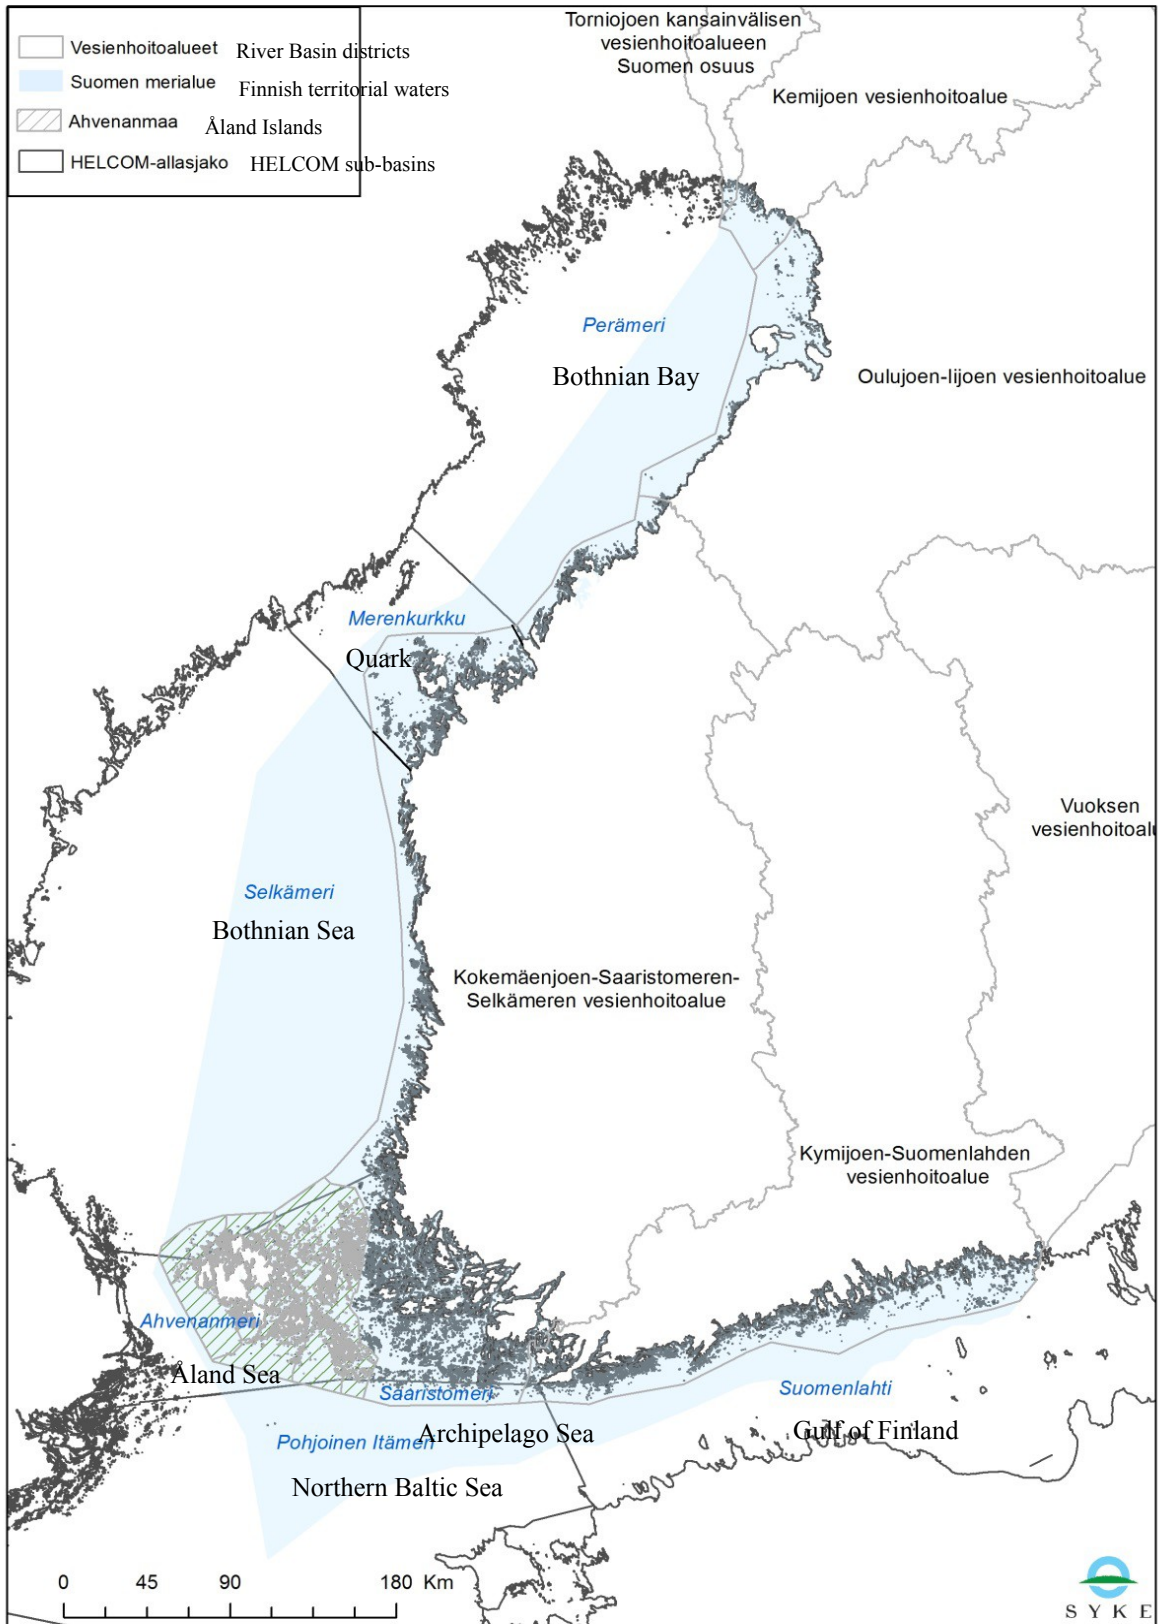 Vesienhoitoalueet River Basin districts
Suomen merialue Finnish territorial waters
Ahvenanmaa Åland Islands
HELCOM-allasjako HELCOM sub-basins
Torniojoen kansainvälisen
vesienhoitoalueen
Suomen osuus
Kemijoen vesienhoitoalue
Perämeri
Bothnian Bay
Oulujoen-Iijoen vesienhoitoalue
Merenkurkku
Quark
Vuoksen
vesienhoitoalu
Selkämeri
Bothnian Sea
Kokemäenjoen-Saaristomeren-
Selkämeren vesienhoitoalue
Kymijoen-Suomenlahden
vesienhoitoalue
Ahvenanmeri
Åland Sea
Saaristomeri
Archipelago Sea
Suomenlahti
Gulf of Finland
Pohjoinen Itämeri
Northern Baltic Sea
0 45 90 180 Km
SYKE